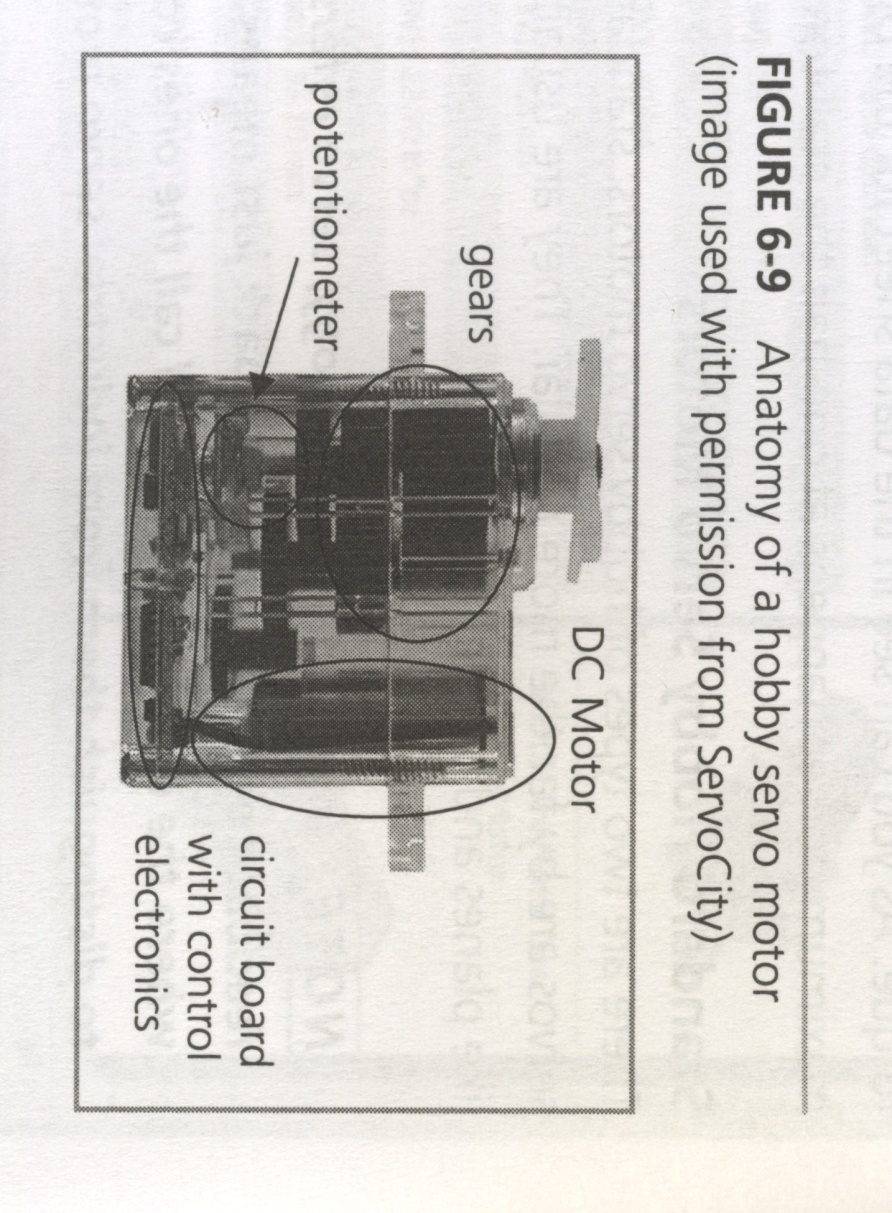 FIGURE 6-9 Anatomy of a hobby servo motor
(image used with permission from ServoCity)
DC Motor
gears
potentiometer
circuit board
with control
electronics